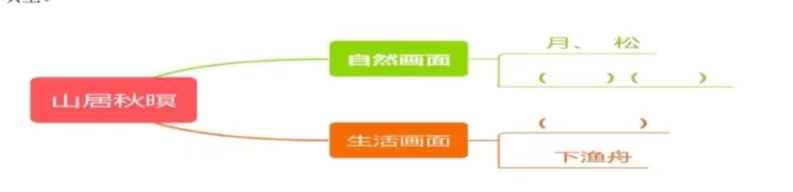 山居秋暝
自然画面
月、 松
(    )(    )
生活画面
(    )
下渔舟